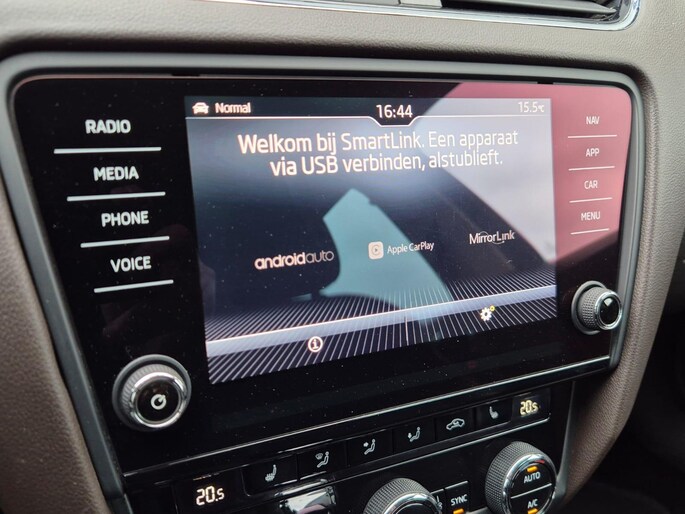 Normal 16:44 15.5°C
Welkom bij SmartLink. Een apparaat
via USB verbinden, alstublieft.
androidauto Apple CarPlay MirrorLink
RADIO
MEDIA
PHONE
VOICE
NAV
APP
CAR
MENU
20.5
20.5
SYNC
AUTO
A/C